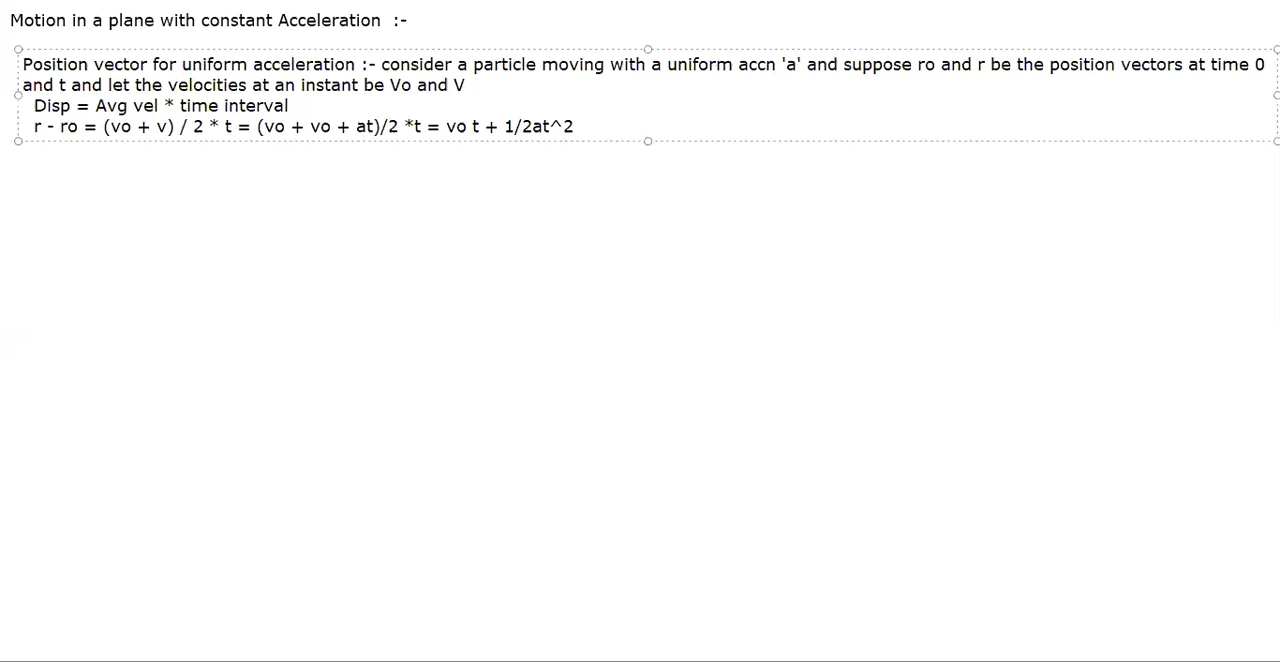 Motion in a plane with constant Acceleration  :-
Position vector for uniform acceleration :- consider a particle moving with a uniform accn 'a' and suppose ro and r be the position vectors at time 0
and t and let the velocities at an instant be Vo and V
Disp = Avg vel * time interval
r - ro = (vo + v) / 2 * t = (vo + vo + at)/2 *t = vo t + 1/2at^2